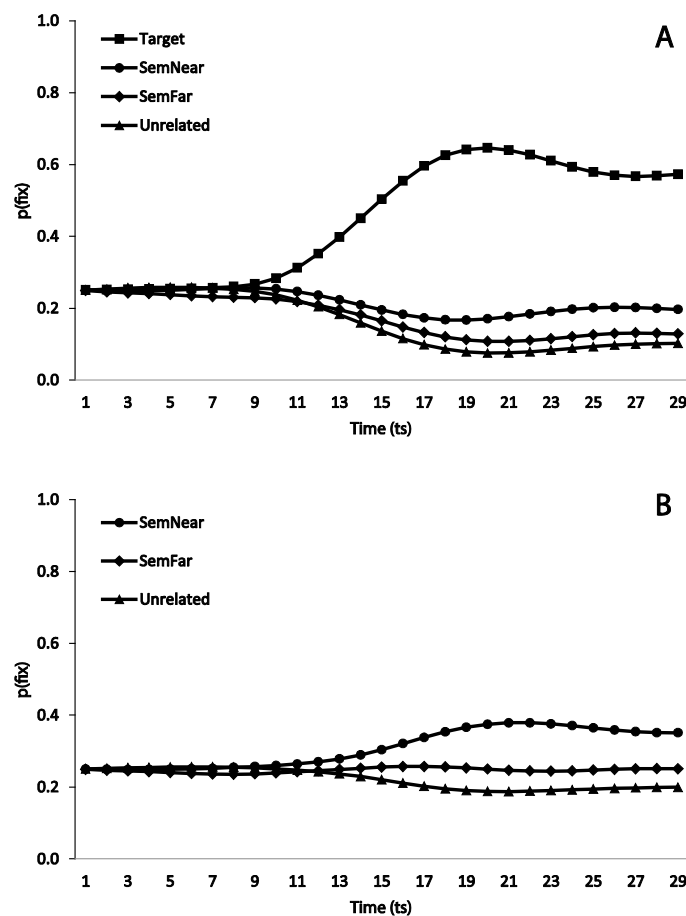 A
1.0
0.8
0.6
0.4
0.2
0.0
p(fix)
Target
SemNear
SemFar
Unrelated
1 3 5 7 9 11 13 15 17 19 21 23 25 27 29
Time (ts)
B
1.0
0.8
0.6
0.4
0.2
0.0
p(fix)
SemNear
SemFar
Unrelated
1 3 5 7 9 11 13 15 17 19 21 23 25 27 29
Time (ts)